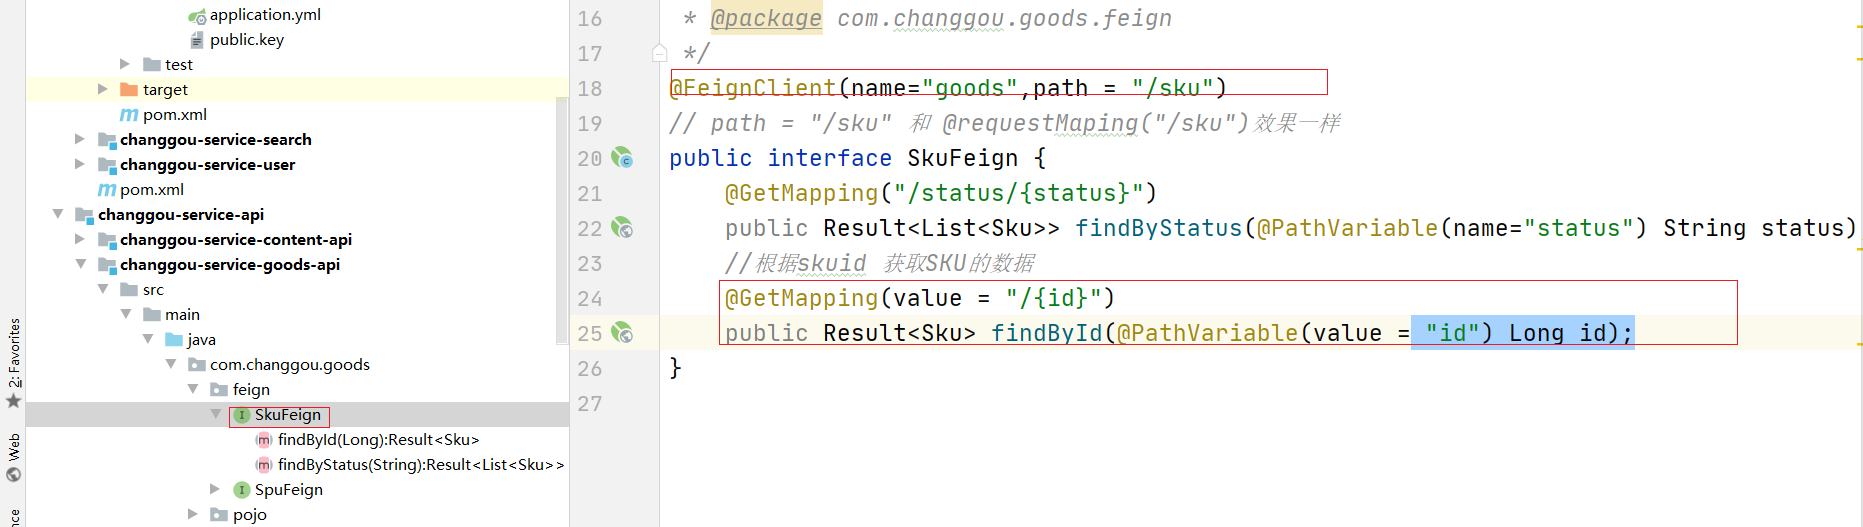 application.yml
public.key
test
target
pom.xml
changgou-service-search
changgou-service-user
pom.xml
changgou-service-api
changgou-service-content-api
changgou-service-goods-api
src
main
java
com.changgou.goods
feign
SkuFeign
findById(Long):Result<Sku>
findByStatus(String):Result<List<Sku>>
SpuFeign
pojo
2: Favorites
Web
nce
16 * @package com.changgou.goods.feign
17 */
18 @FeignClient(name="goods",path = "/sku")
19 // path = "/sku" 和 @requestMaping("/sku")效果一样
20 public interface SkuFeign {
21 @GetMapping("/status/{status}")
22 public Result<List<Sku>> findByStatus(@PathVariable(name="status") String status)
23 //根据skuid 获取SKU的数据
24 @GetMapping(value = "/{id}")
25 public Result<Sku> findById(@PathVariable(value = "id") Long id);
26 }
27